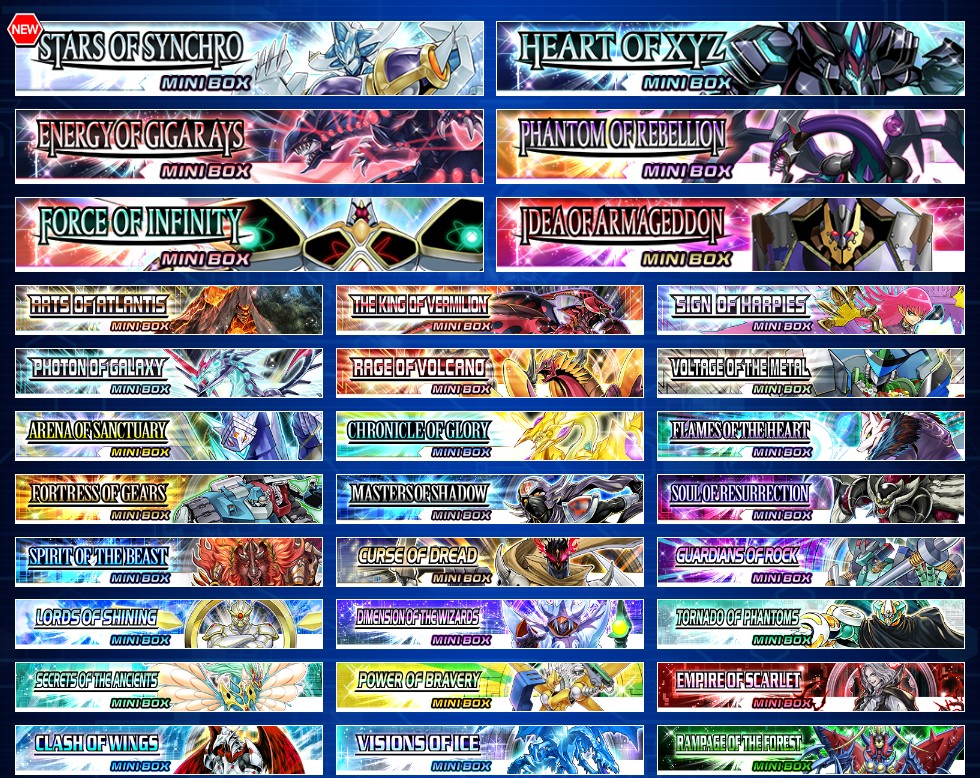 NEW
STARS OF SYNCHRO
MINI BOX
HEART OF XYZ
MINI BOX
ENERGY OF GIGARAYS
MINI BOX
PHANTOM OF REBELLION
MINI BOX
FORCE OF INFINITY
MINI BOX
IDEA OF ARMAGEDDON
MINI BOX
ARTS OF ATLANTIS
MINI BOX
THE KING OF VERMILION
MINI BOX
SIGN OF HARPIES
MINI BOX
PHOTON OF GALAXY
MINI BOX
RAGE OF VOLCANO
MINI BOX
VOLTAGE OF THE METAL
MINI BOX
ARENA OF SANCTUARY
MINI BOX
CHRONICLE OF GLORY
MINI BOX
FLAMES OF THE HEART
MINI BOX
FORTRESS OF GEARS
MINI BOX
MASTERS OF SHADOW
MINI BOX
SOUL OF RESURRECTION
MINI BOX
SPIRIT OF THE BEAST
MINI BOX
CURSE OF DREAD
MINI BOX
GUARDIANS OF ROCK
MINI BOX
LORDS OF SHINING
MINI BOX
DIMENSION OF THE WIZARDS
MINI BOX
TORNADO OF PHANTOMS
MINI BOX
SECRETS OF THE ANCIENTS
MINI BOX
POWER OF BRAVERY
MINI BOX
EMPIRE OF SCARLET
MINI BOX
CLASH OF WINGS
MINI BOX
VISIONS OF ICE
MINI BOX
RAMPAGE OF THE FOREST
MINI BOX